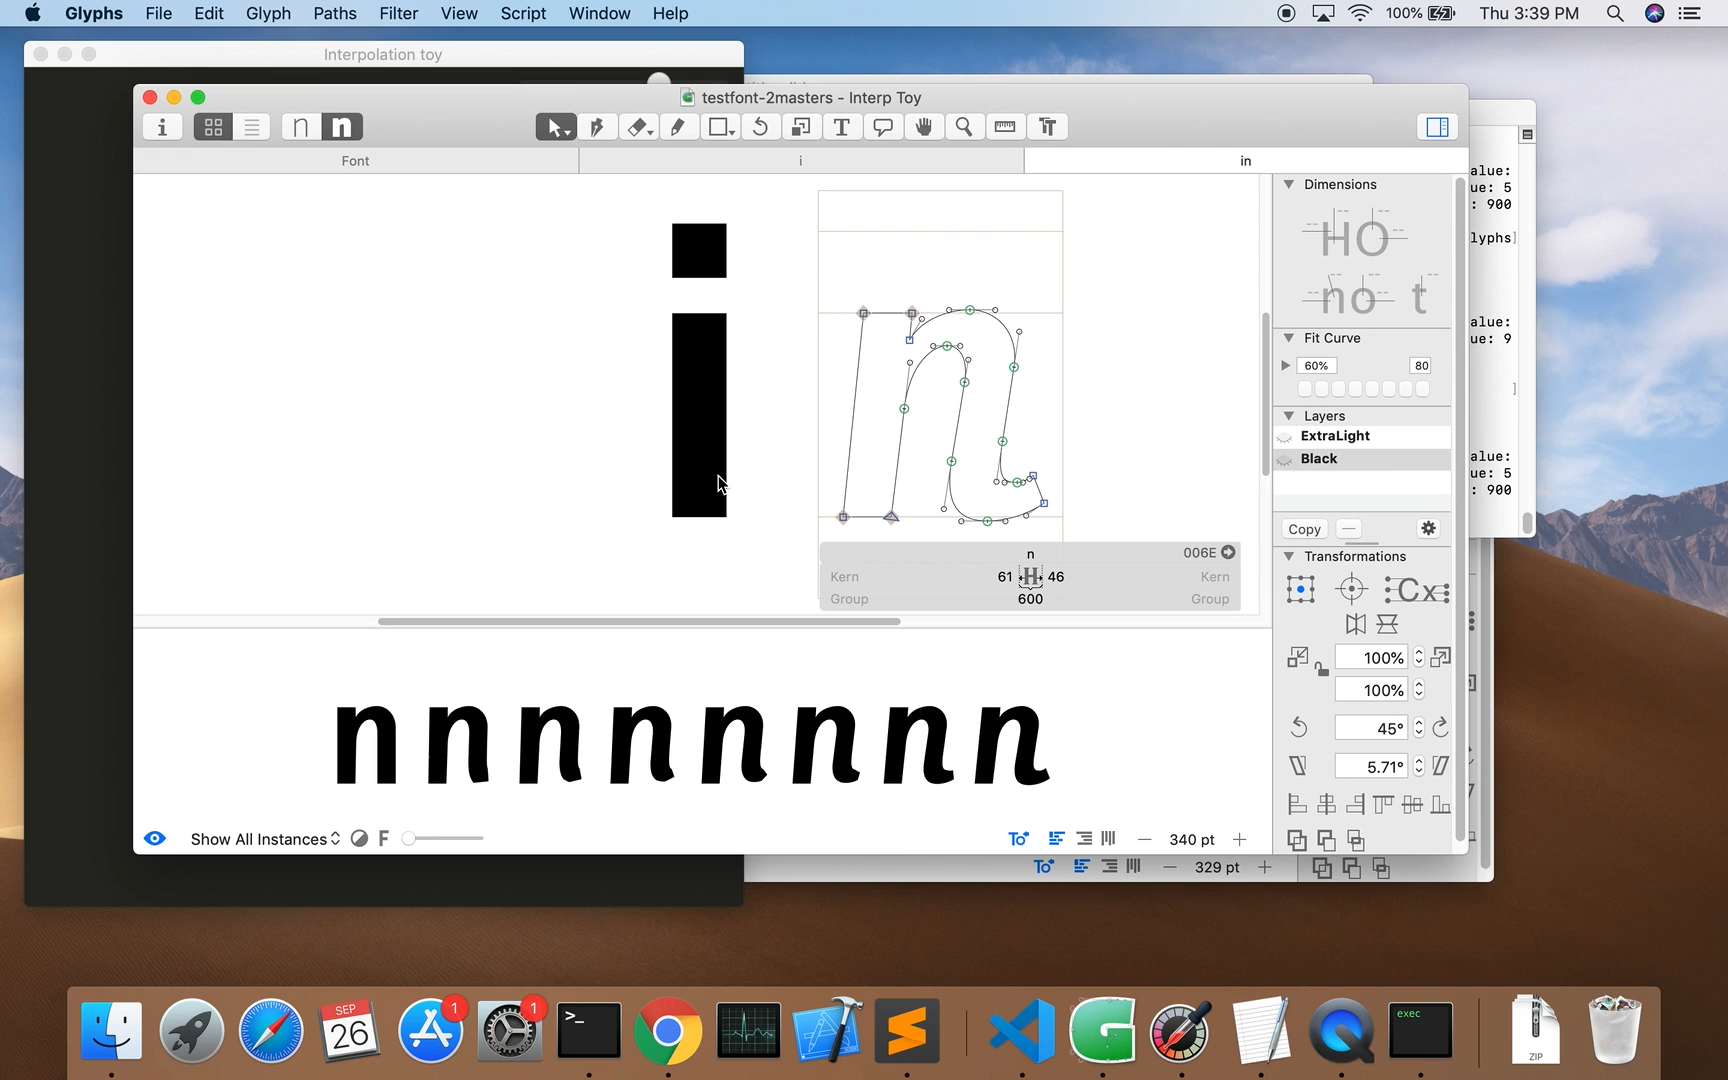 Glyphs File Edit Glyph Paths Filter View Script Window Help 100% Thu 3:39 PM
Interpolation toy
testfont-2masters - Interp Toy
n n T
Font i in
i
Dimensions
HO
no t
Fit Curve
60% 80
Layers
ExtraLight
Black
Copy
Transformations
Cx
100%
100%
45°
5.71°
n 006E
Kern 61 H 46 Kern
Group 600 Group
n n n n n n n n
Show All Instances F 340 pt
329 pt
alue:
ue: 5
: 900
lyphs]
alue:
ue: 9
]
alue:
ue: 5
: 900
SEP
26
1
1
>_
exec
ZIP